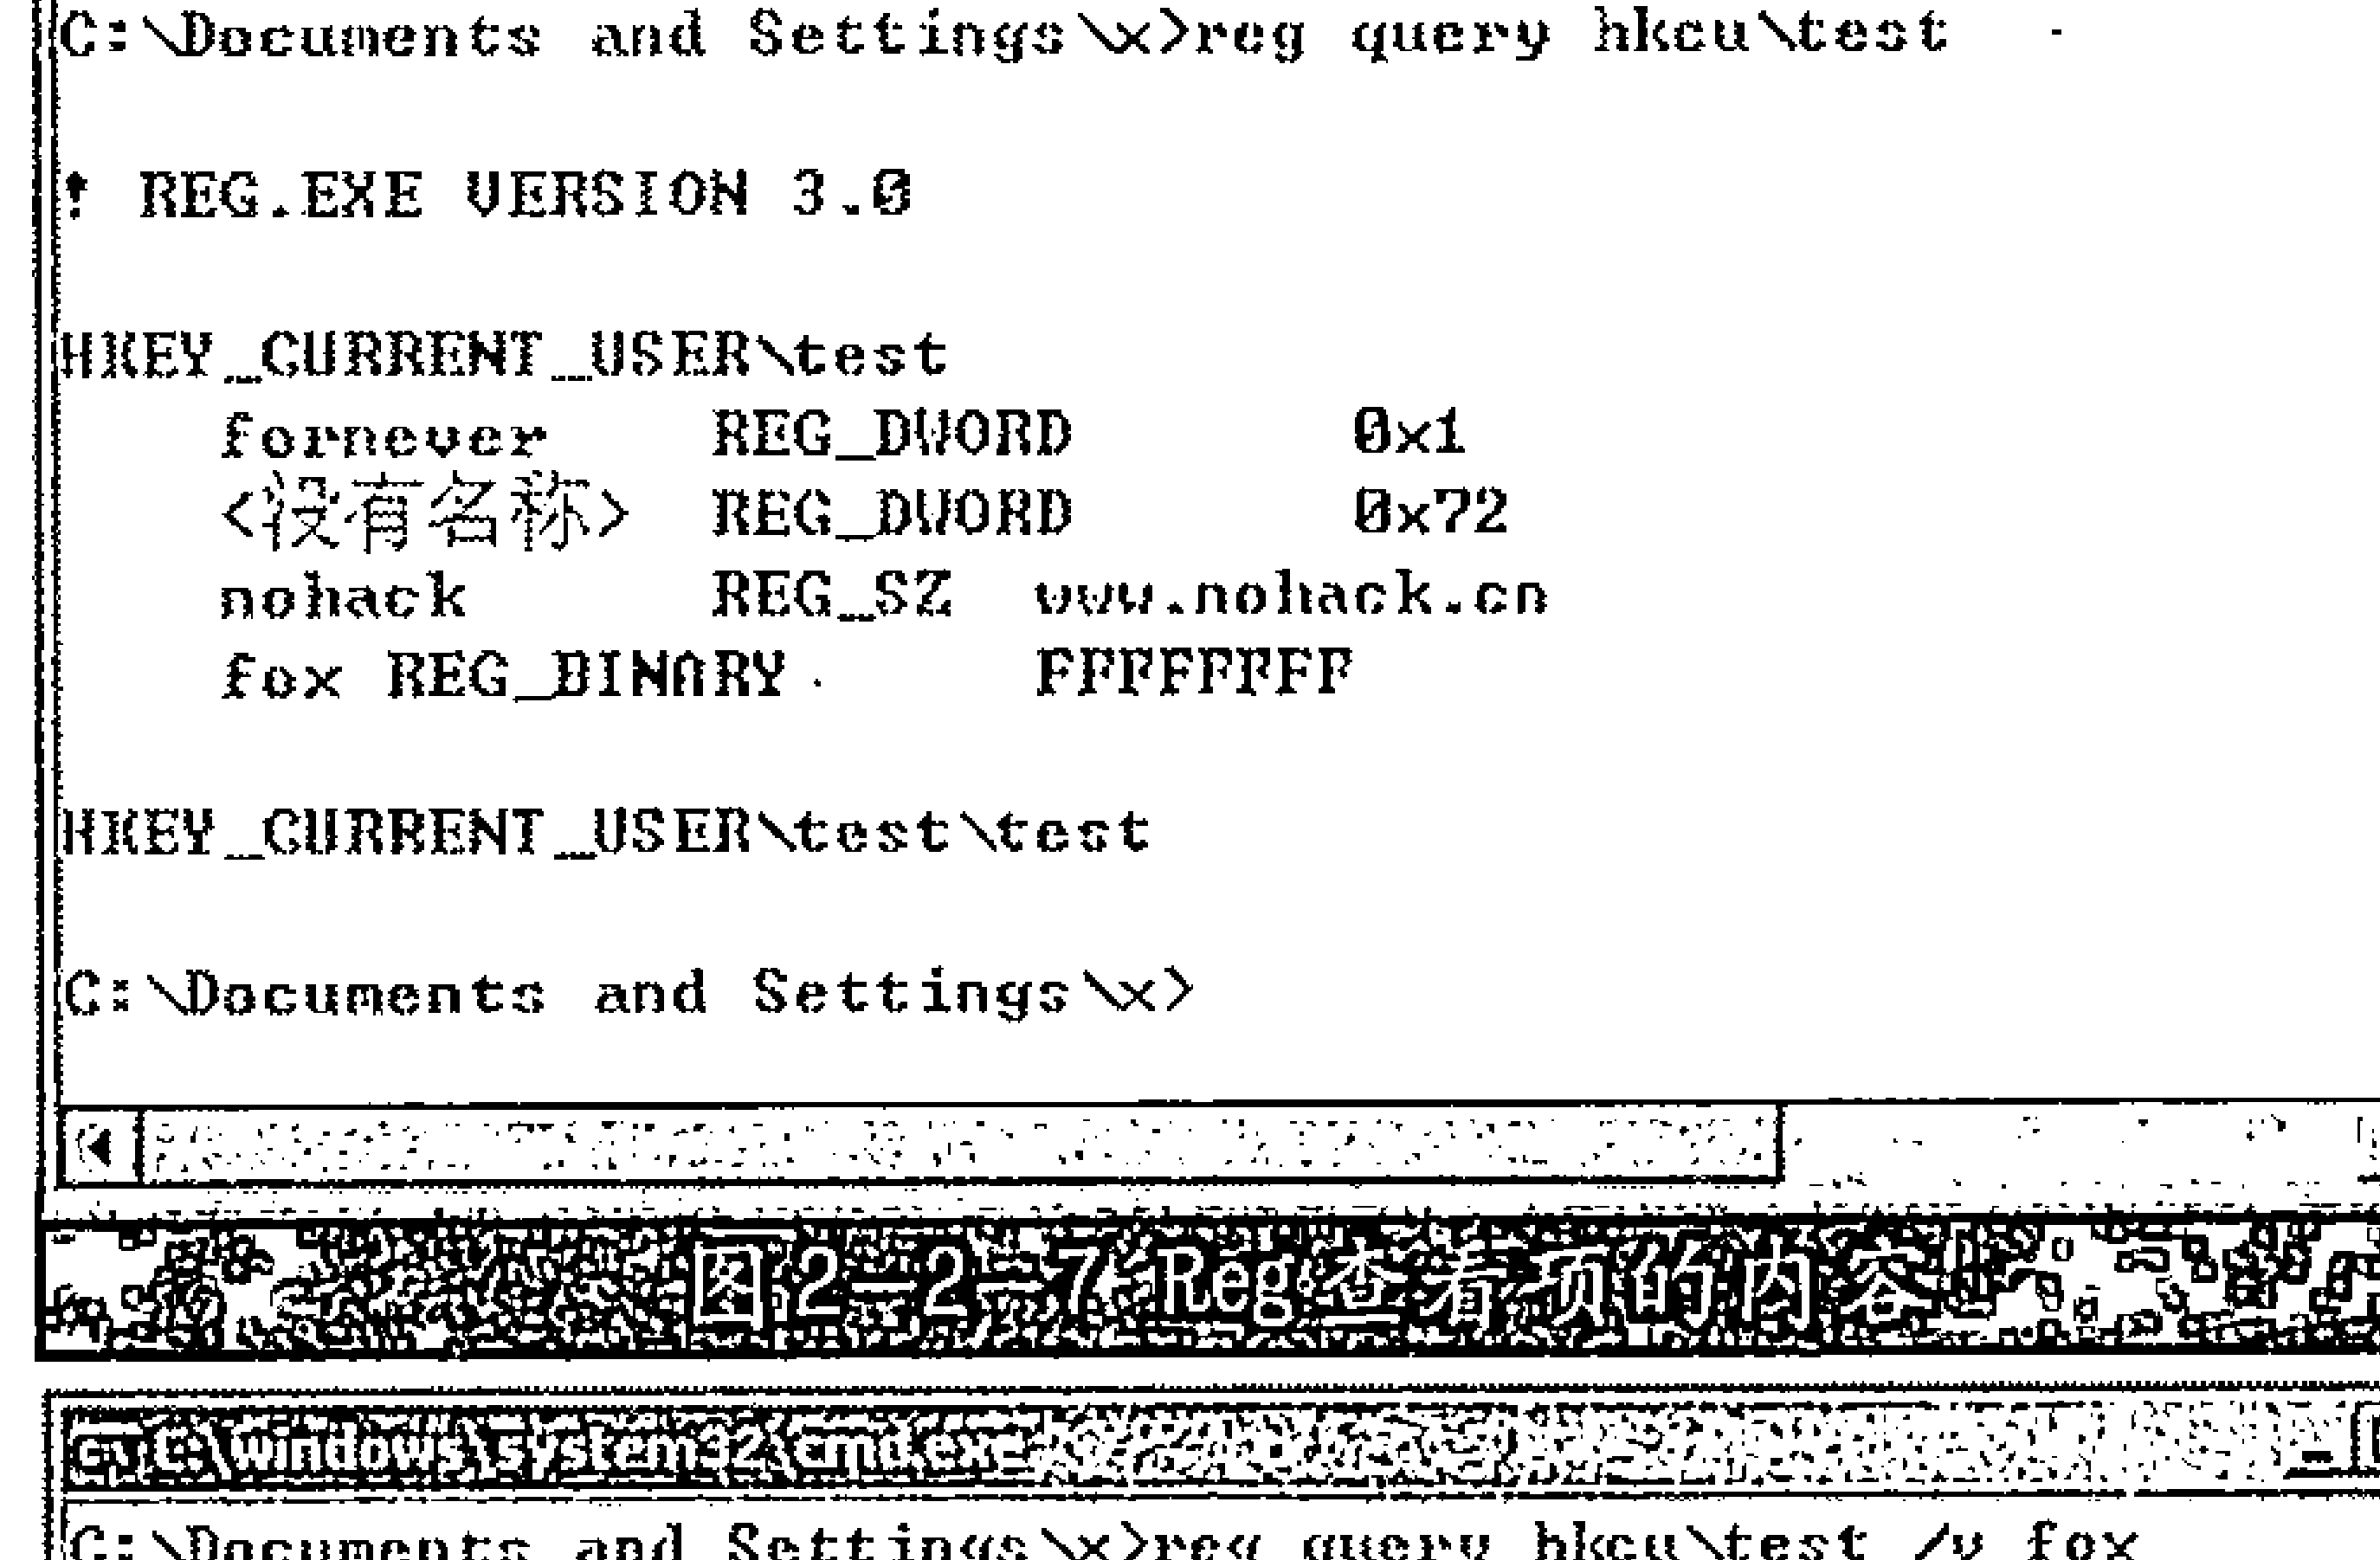 C:\Documents and Settings\x>reg query hkcu\test
! REG.EXE VERSION 3.0
HKEY_CURRENT_USER\test
fornever REG_DWORD 0x1
<没有名称> REG_DWORD 0x72
nohack REG_SZ www.nohack.cn
fox REG_BINARY FFFFFFFF
HKEY_CURRENT_USER\test\test
C:\Documents and Settings\x>
图2-2-7 Reg查看项的内容
C:\windows\system32\cmd.exe
C:\Documents and Settings\x>reg query hkcu\test /v fox